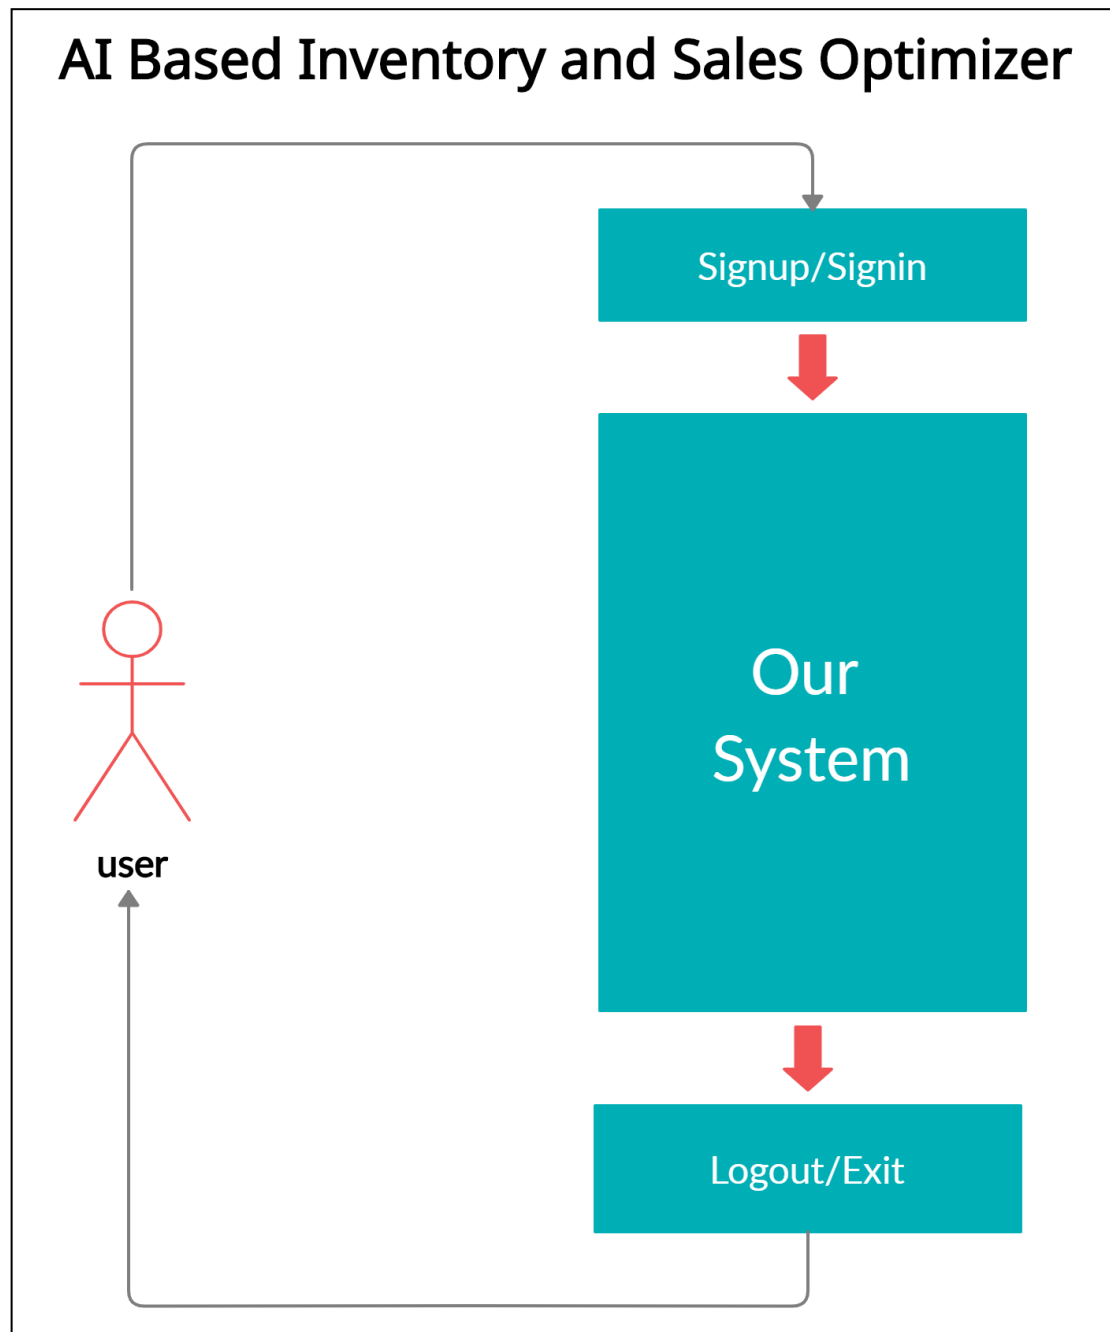 AI Based Inventory and Sales Optimizer
Signup/Signin
Our
System
user
Logout/Exit